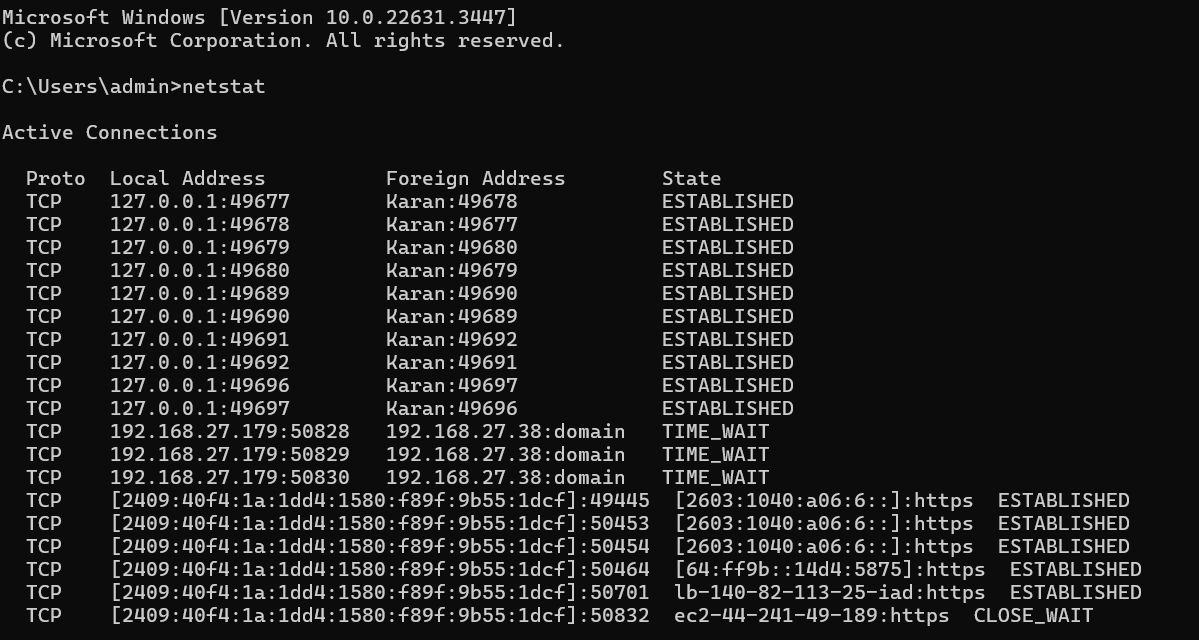 Microsoft Windows [Version 10.0.22631.3447]
(c) Microsoft Corporation. All rights reserved.
C:\Users\admin>netstat
Active Connections
Proto  Local Address          Foreign Address        State
TCP    127.0.0.1:49677        Karan:49678            ESTABLISHED
TCP    127.0.0.1:49678        Karan:49677            ESTABLISHED
TCP    127.0.0.1:49679        Karan:49680            ESTABLISHED
TCP    127.0.0.1:49680        Karan:49679            ESTABLISHED
TCP    127.0.0.1:49689        Karan:49690            ESTABLISHED
TCP    127.0.0.1:49690        Karan:49689            ESTABLISHED
TCP    127.0.0.1:49691        Karan:49692            ESTABLISHED
TCP    127.0.0.1:49692        Karan:49691            ESTABLISHED
TCP    127.0.0.1:49696        Karan:49697            ESTABLISHED
TCP    127.0.0.1:49697        Karan:49696            ESTABLISHED
TCP    192.168.27.179:50828   192.168.27.38:domain   TIME_WAIT
TCP    192.168.27.179:50829   192.168.27.38:domain   TIME_WAIT
TCP    192.168.27.179:50830   192.168.27.38:domain   TIME_WAIT
TCP    [2409:40f4:1a:1dd4:1580:f89f:9b55:1dcf]:49445  [2603:1040:a06:6::]:https  ESTABLISHED
TCP    [2409:40f4:1a:1dd4:1580:f89f:9b55:1dcf]:50453  [2603:1040:a06:6::]:https  ESTABLISHED
TCP    [2409:40f4:1a:1dd4:1580:f89f:9b55:1dcf]:50454  [2603:1040:a06:6::]:https  ESTABLISHED
TCP    [2409:40f4:1a:1dd4:1580:f89f:9b55:1dcf]:50464  [64:ff9b::14d4:5875]:https  ESTABLISHED
TCP    [2409:40f4:1a:1dd4:1580:f89f:9b55:1dcf]:50701  lb-140-82-113-25-iad:https  ESTABLISHED
TCP    [2409:40f4:1a:1dd4:1580:f89f:9b55:1dcf]:50832  ec2-44-241-49-189:https  CLOSE_WAIT